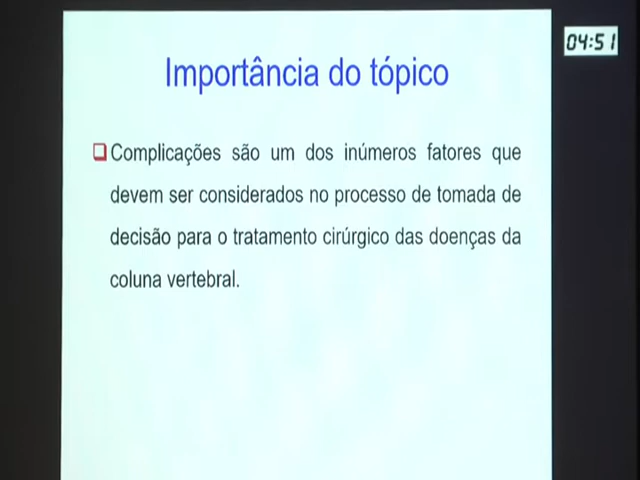 Importância do tópico
04:51
Complicações são um dos inúmeros fatores que
devem ser considerados no processo de tomada de
decisão para o tratamento cirúrgico das doenças da
coluna vertebral.